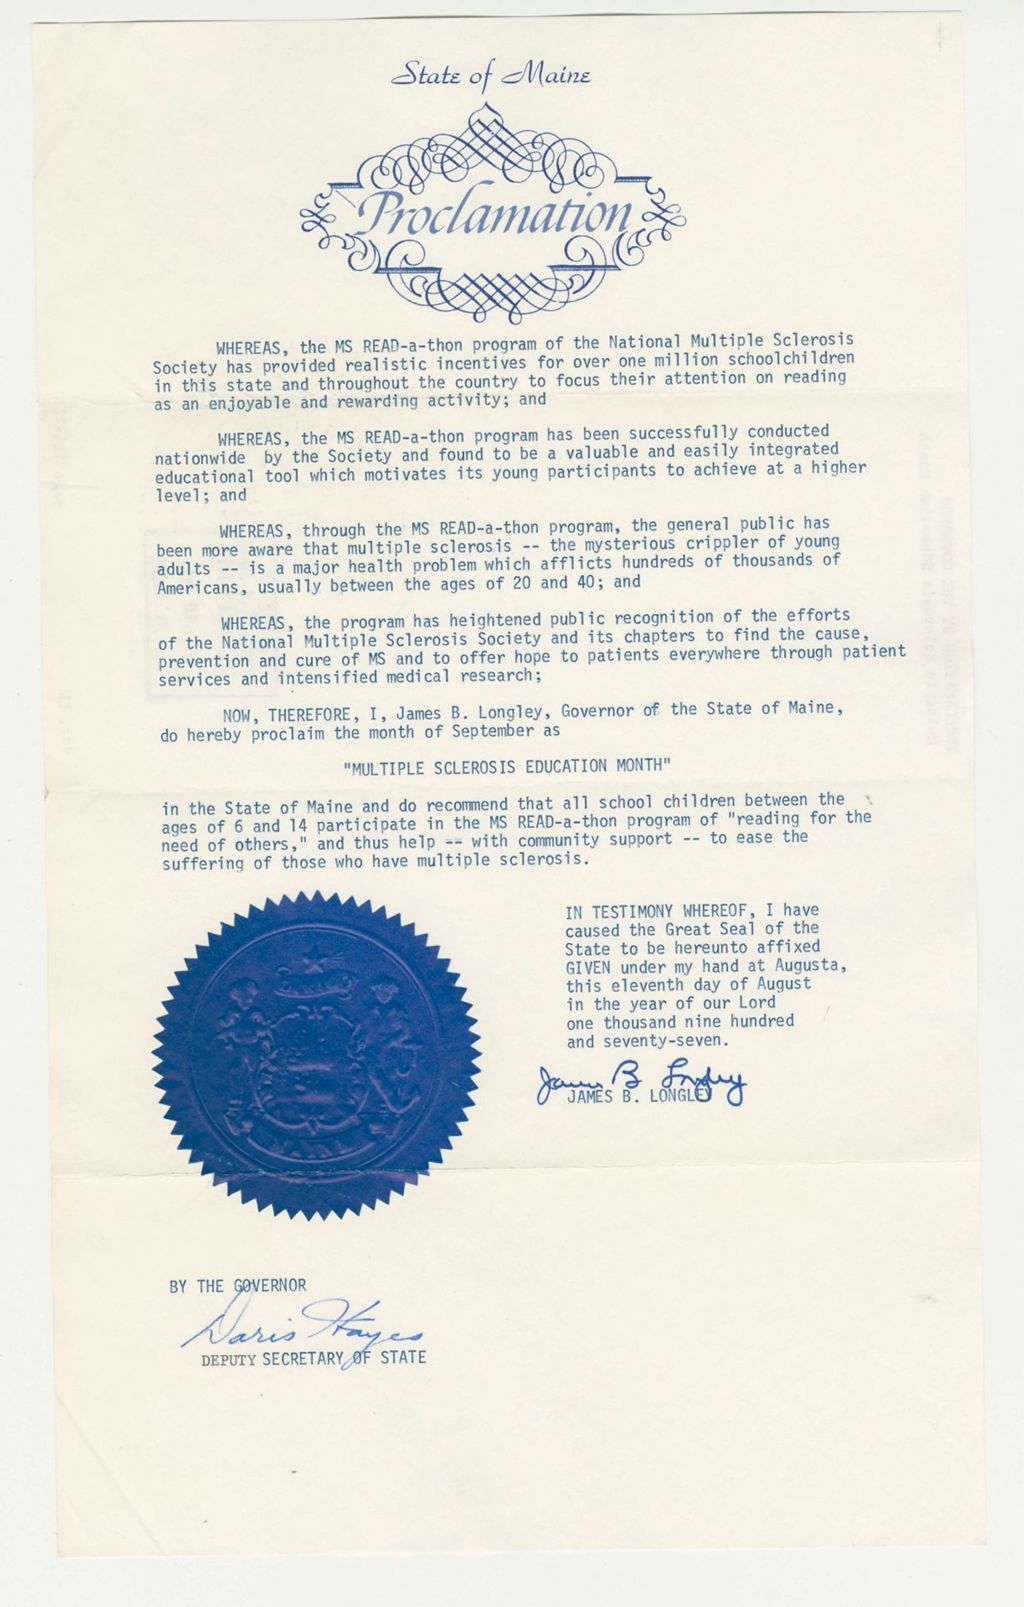 State of Maine
Proclamation
WHEREAS, the MS READ-a-thon program of the National Multiple Sclerosis
Society has provided realistic incentives for over one million schoolchildren
in this state and throughout the country to focus their attention on reading
as an enjoyable and rewarding activity; and
WHEREAS, the MS READ-a-thon program has been successfully conducted
nationwide by the Society and found to be a valuable and easily integrated
educational tool which motivates its young participants to achieve at a higher
level; and
WHEREAS, through the MS READ-a-thon program, the general public has
been more aware that multiple sclerosis -- the mysterious crippler of young
adults -- is a major health problem which afflicts hundreds of thousands of
Americans, usually between the ages of 20 and 40; and
WHEREAS, the program has heightened public recognition of the efforts
of the National Multiple Sclerosis Society and its chapters to find the cause,
prevention and cure of MS and to offer hope to patients everywhere through patient
services and intensified medical research;
NOW, THEREFORE, I, James B. Longley, Governor of the State of Maine,
do hereby proclaim the month of September as
"MULTIPLE SCLEROSIS EDUCATION MONTH"
in the State of Maine and do recommend that all school children between the
ages of 6 and 14 participate in the MS READ-a-thon program of "reading for the
need of others," and thus help -- with community support -- to ease the
suffering of those who have multiple sclerosis.
IN TESTIMONY WHEREOF, I have
caused the Great Seal of the
State to be hereunto affixed
GIVEN under my hand at Augusta,
this eleventh day of August
in the year of our Lord
one thousand nine hundred
and seventy-seven.
James B Longley
JAMES B. LONGLEY
DIRIGO
MAINE
BY THE GOVERNOR
Doris Hayes
DEPUTY SECRETARY OF STATE